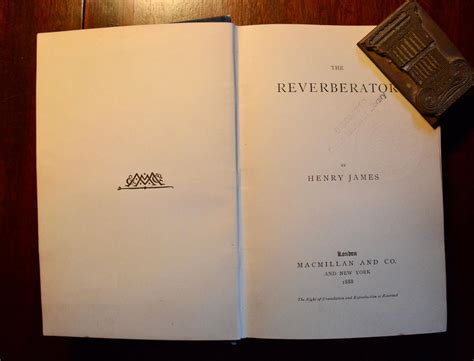 THE
REVERBERATOR
BY
HENRY JAMES
London
MACMILLAN AND CO.
AND NEW YORK
1888
The Right of Translation and Reproduction is Reserved